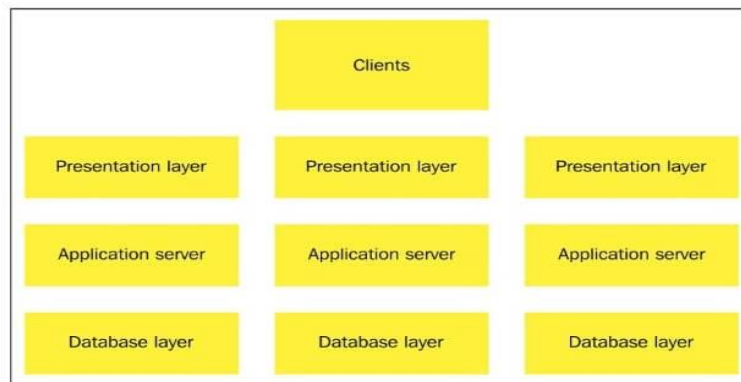 Clients
Presentation layer Presentation layer Presentation layer
Application server Application server Application server
Database layer Database layer Database layer